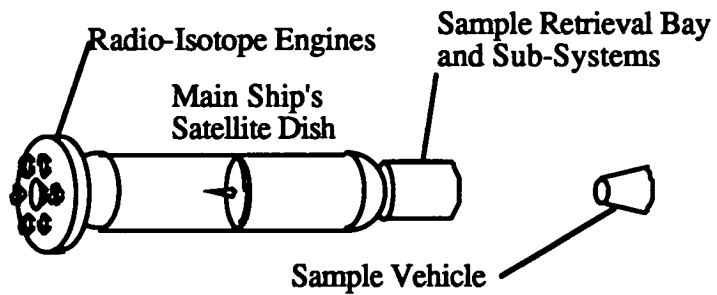 Radio-Isotope Engines
Sample Retrieval Bay
and Sub-Systems
Main Ship's
Satellite Dish
Sample Vehicle